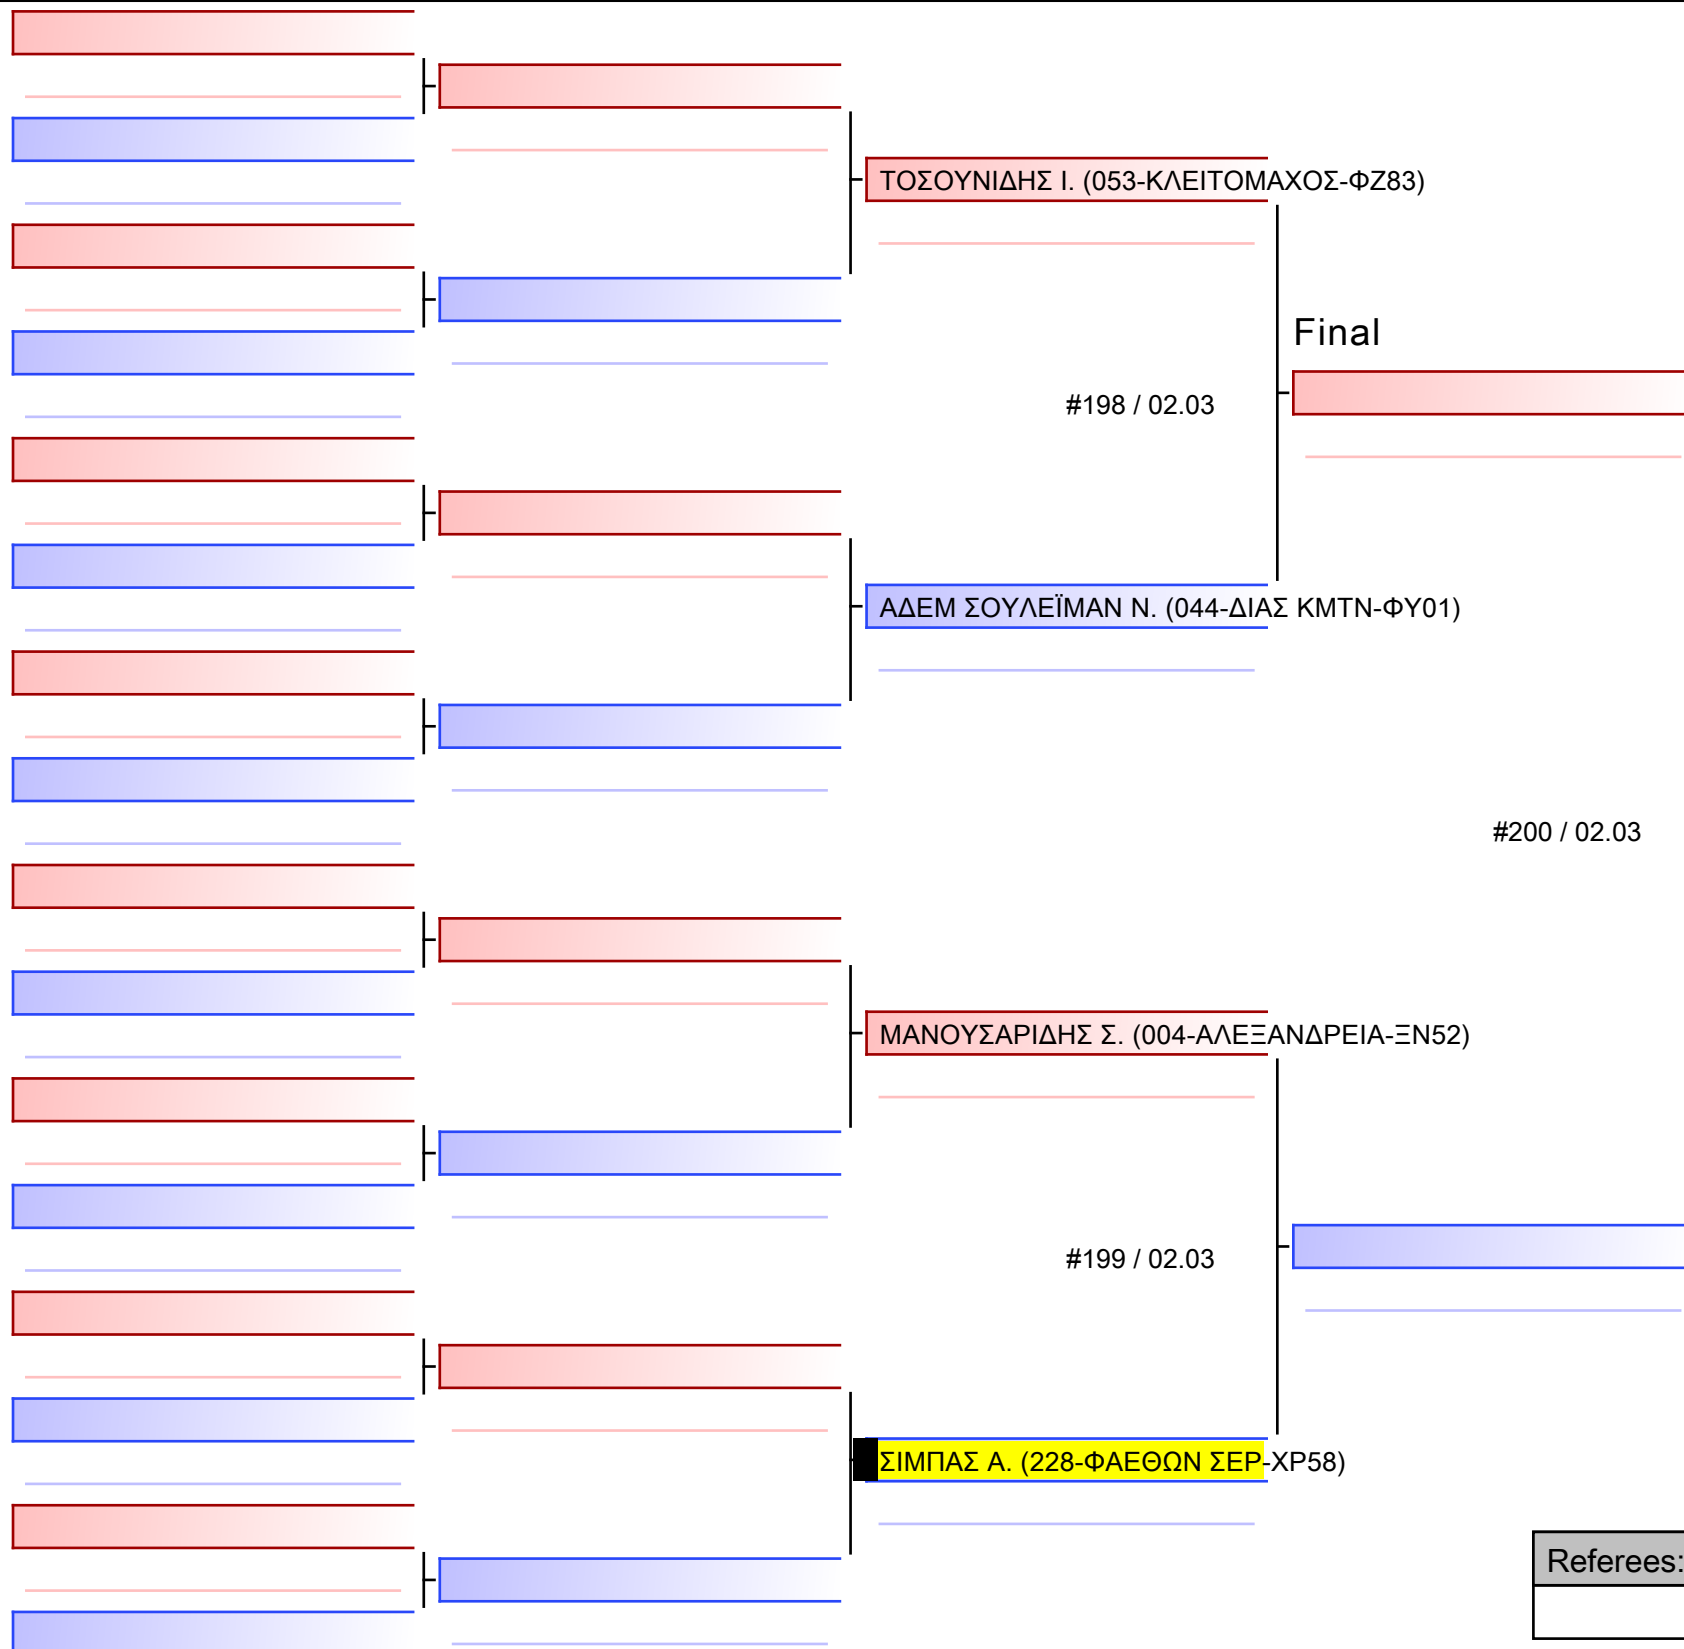 ΤΟΣΟΥΝΙΔΗΣ Ι. (053-ΚΛΕΙΤΟΜΑΧΟΣ-ΦΖ83)
Final
#198 / 02.03
ΑΔΕΜ ΣΟΥΛΕΪΜΑΝ Ν. (044-ΔΙΑΣ ΚΜΤΝ-ΦΥ01)
#200 / 02.03
ΜΑΝΟΥΣΑΡΙΔΗΣ Σ. (004-ΑΛΕΞΑΝΔΡΕΙΑ-ΞΝ52)
#199 / 02.03
ΣΙΜΠΑΣ Α. (228-ΦΑΕΘΩΝ ΣΕΡ-ΧΡ58)
Referees: